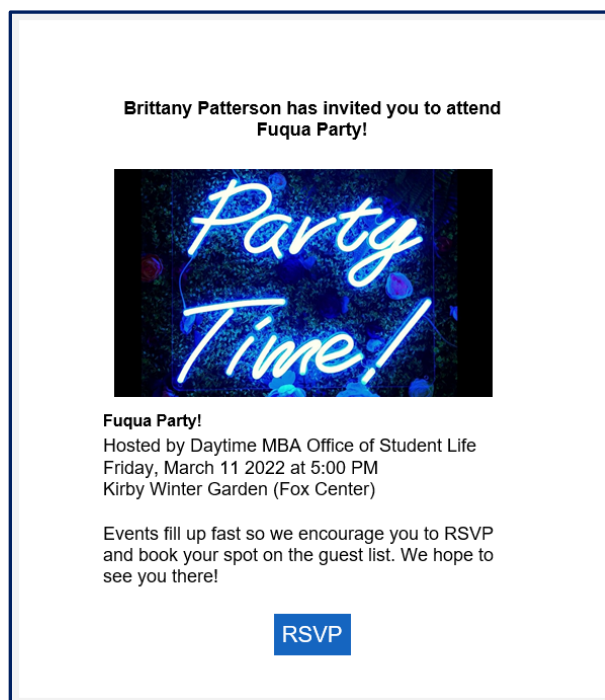 Brittany Patterson has invited you to attend
Fuqua Party!
Party
Time!
Fuqua Party!
Hosted by Daytime MBA Office of Student Life
Friday, March 11 2022 at 5:00 PM
Kirby Winter Garden (Fox Center)
Events fill up fast so we encourage you to RSVP
and book your spot on the guest list. We hope to
see you there!
RSVP